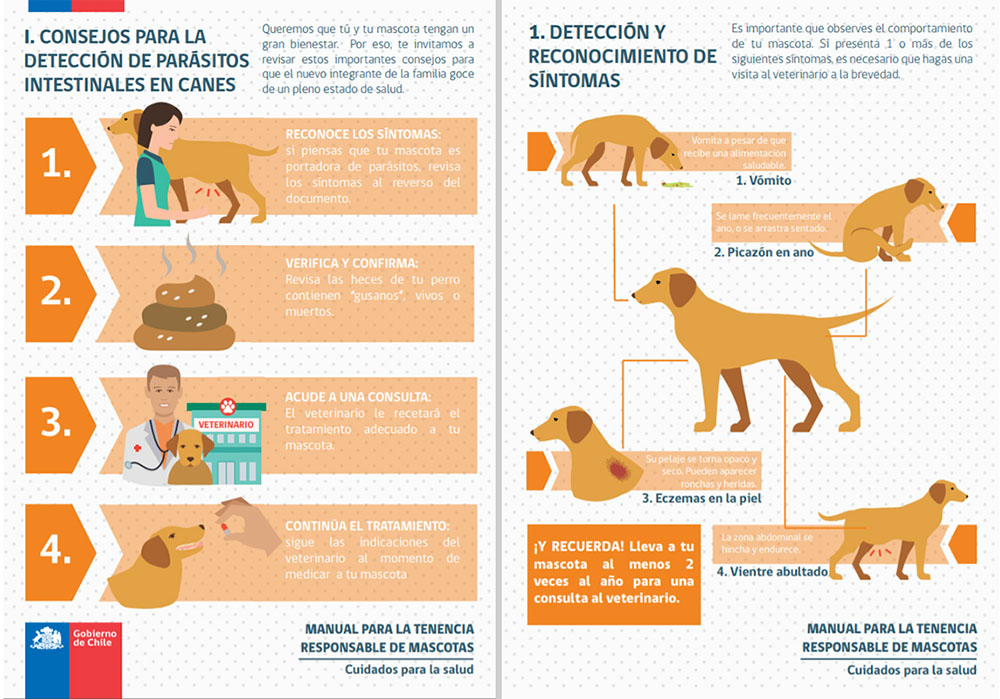 I. CONSEJOS PARA LA
DETECCIÓN DE PARÁSITOS
INTESTINALES EN CANES
Queremos que tú y tu mascota tengan un
gran bienestar. Por eso, te invitamos a
revisar estos importantes consejos para
que el nuevo integrante de la familia goce
de un pleno estado de salud.
1.
RECONOCE LOS SÍNTOMAS:
si piensas que tu mascota es
portadora de parásitos, revisa
los síntomas al reverso del
documento.
2.
VERIFICA Y CONFIRMA:
Revisa las heces de tu perro
contienen "gusanos", vivos o
muertos.
3.
VETERINARIO
ACUDE A UNA CONSULTA:
El veterinario le recetará el
tratamiento adecuado a tu
mascota.
4.
CONTINÚA EL TRATAMIENTO:
sigue las indicaciones del
veterinario al momento de
medicar a tu mascota
Gobierno
de Chile
MANUAL PARA LA TENENCIA
RESPONSABLE DE MASCOTAS
Cuidados para la salud
1. DETECCIÓN Y
RECONOCIMIENTO DE
SÍNTOMAS
Es importante que observes el comportamiento
de tu mascota. Si presenta 1 o más de los
siguientes síntomas, es necesario que hagas una
visita al veterinario a la brevedad.
Vomita a pesar de que
recibe una alimentación
saludable.
1. Vómito
Se lame frecuentemente el
ano, o se arrastra sentado.
2. Picazón en ano
Su pelaje se torna opaco y
seco. Pueden aparecer
ronchas y heridas.
3. Eczemas en la piel
La zona abdominal se
hincha y endurece.
4. Vientre abultado
¡Y RECUERDA! Lleva a tu
mascota al menos 2
veces al año para una
consulta al veterinario.
MANUAL PARA LA TENENCIA
RESPONSABLE DE MASCOTAS
Cuidados para la salud